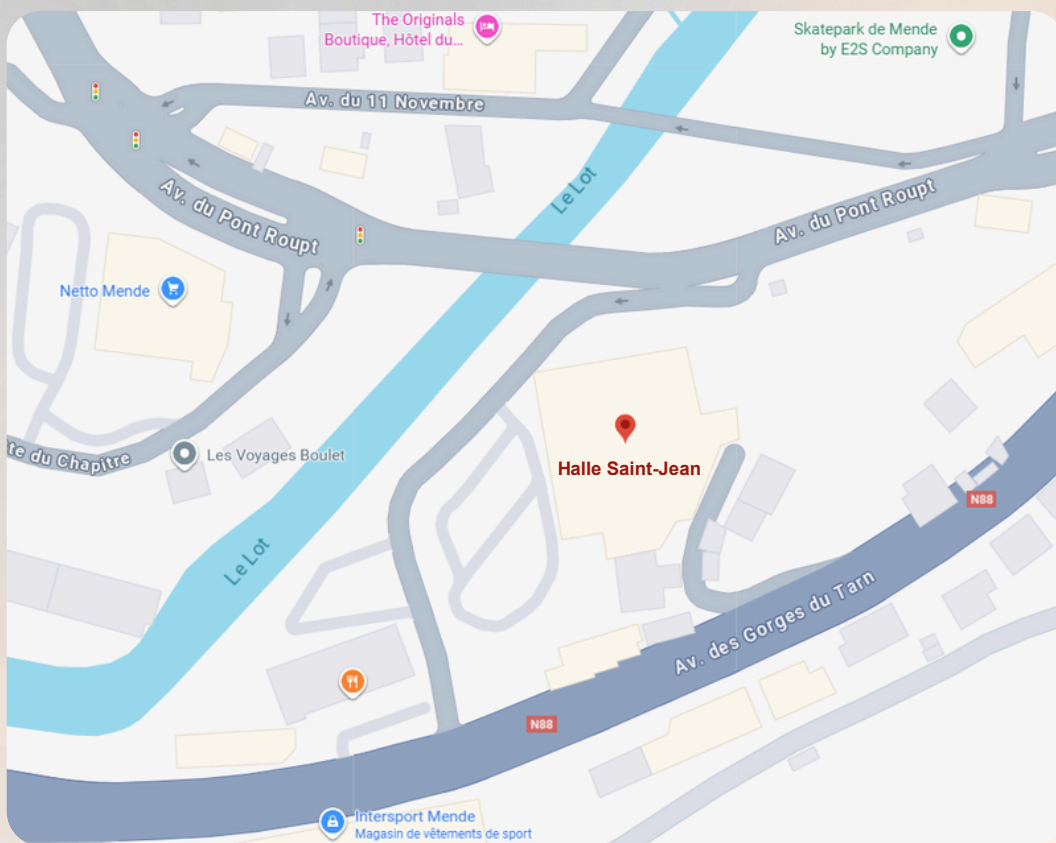 The Originals
Boutique, Hôtel du...
Skatepark de Mende
by E2S Company
Av. du 11 Novembre
Le Lot
Av. du Pont Roupt
Av. du Pont Roupt
Netto Mende
te du Chapitre
Les Voyages Boulet
Halle Saint-Jean
N88
Le Lot
Av. des Gorges du Tarn
N88
Intersport Mende
Magasin de vêtements de sport